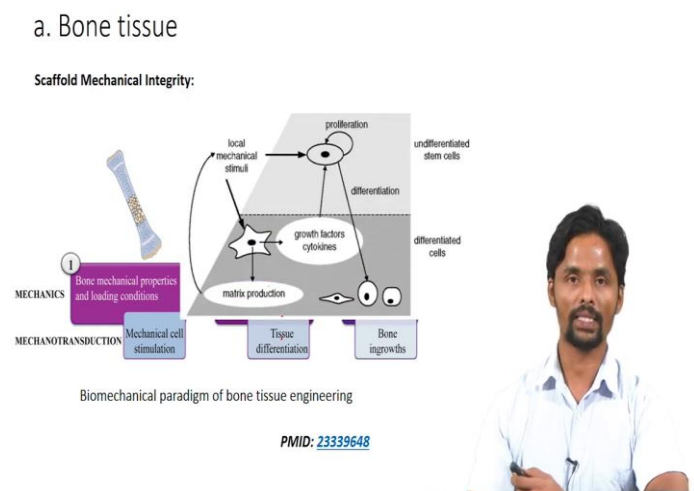 a. Bone tissue
Scaffold Mechanical Integrity:
proliferation
local
mechanical
stimuli
undifferentiated
stem cells
differentiation
growth factors
cytokines
differentiated
cells
matrix production
1
MECHANICS
Bone mechanical properties
and loading conditions
MECHANOTRANSDUCTION
Mechanical cell
stimulation
Tissue
differentiation
Bone
ingrowths
Biomechanical paradigm of bone tissue engineering
PMID: 23339648